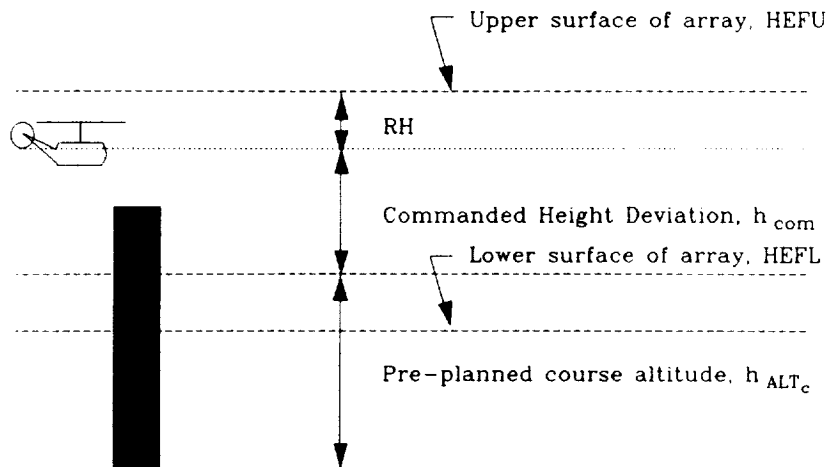 Upper surface of array, HEFU
RH
Commanded Height Deviation, h com
Lower surface of array, HEFL
Pre-planned course altitude, h ALTc